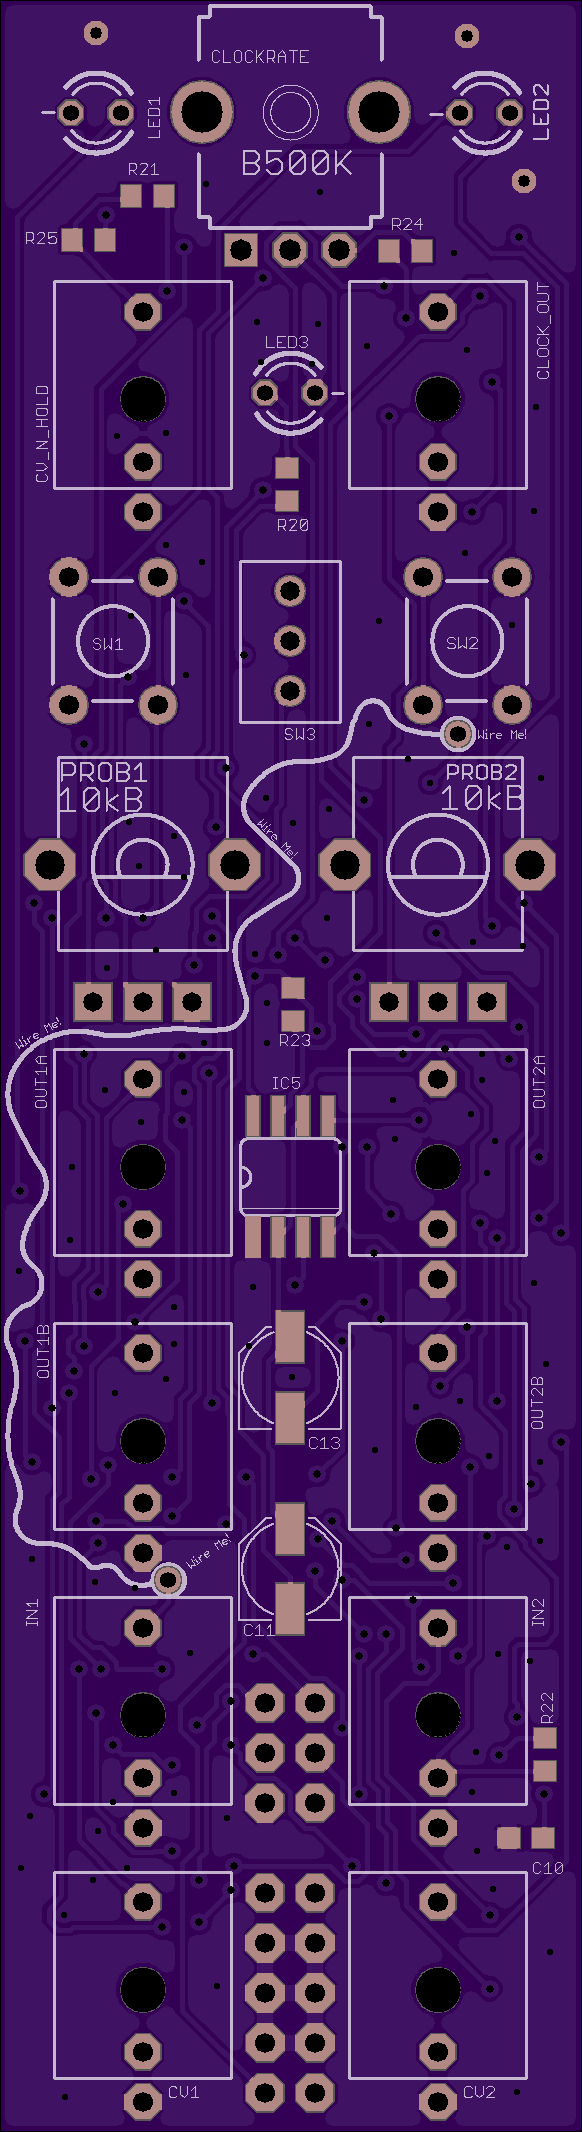 CLOCKRATE
LED1
LED2
B500K
R21
R25
R24
CLOCK_OUT
LED3
CV_N_HOLD
R20
SW1
SW2
SW3
Wire Me!
PROB1
10kB
PROB2
10kB
Wire Me!
Wire Me!
R23
OUT1A
OUT2A
IC5
OUT1B
OUT2B
C13
Wire Me!
IN1
IN2
C11
R22
C10
CV1
CV2